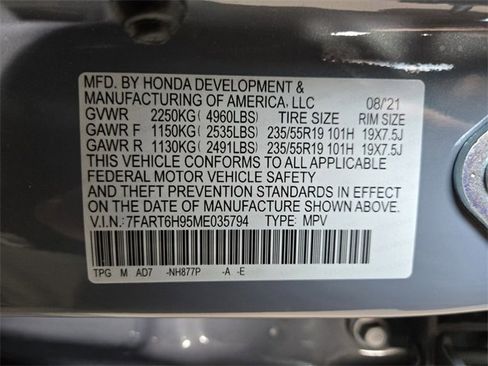 MFD. BY HONDA DEVELOPMENT &
MANUFACTURING OF AMERICA, LLC 08/'21
GVWR 2250KG (4960LBS) TIRE SIZE RIM SIZE
GAWR F 1150KG (2535LBS) 235/55R19 101H 19X7.5J
GAWR R 1130KG (2491LBS) 235/55R19 101H 19X7.5J
THIS VEHICLE CONFORMS TO ALL APPLICABLE
FEDERAL MOTOR VEHICLE SAFETY
AND THEFT PREVENTION STANDARDS IN EFFECT
ON THE DATE OF MANUFACTURE SHOWN ABOVE.
V.I.N.:7FART6H95ME035794 TYPE: MPV
TPG M AD7 -NH877P -A -E